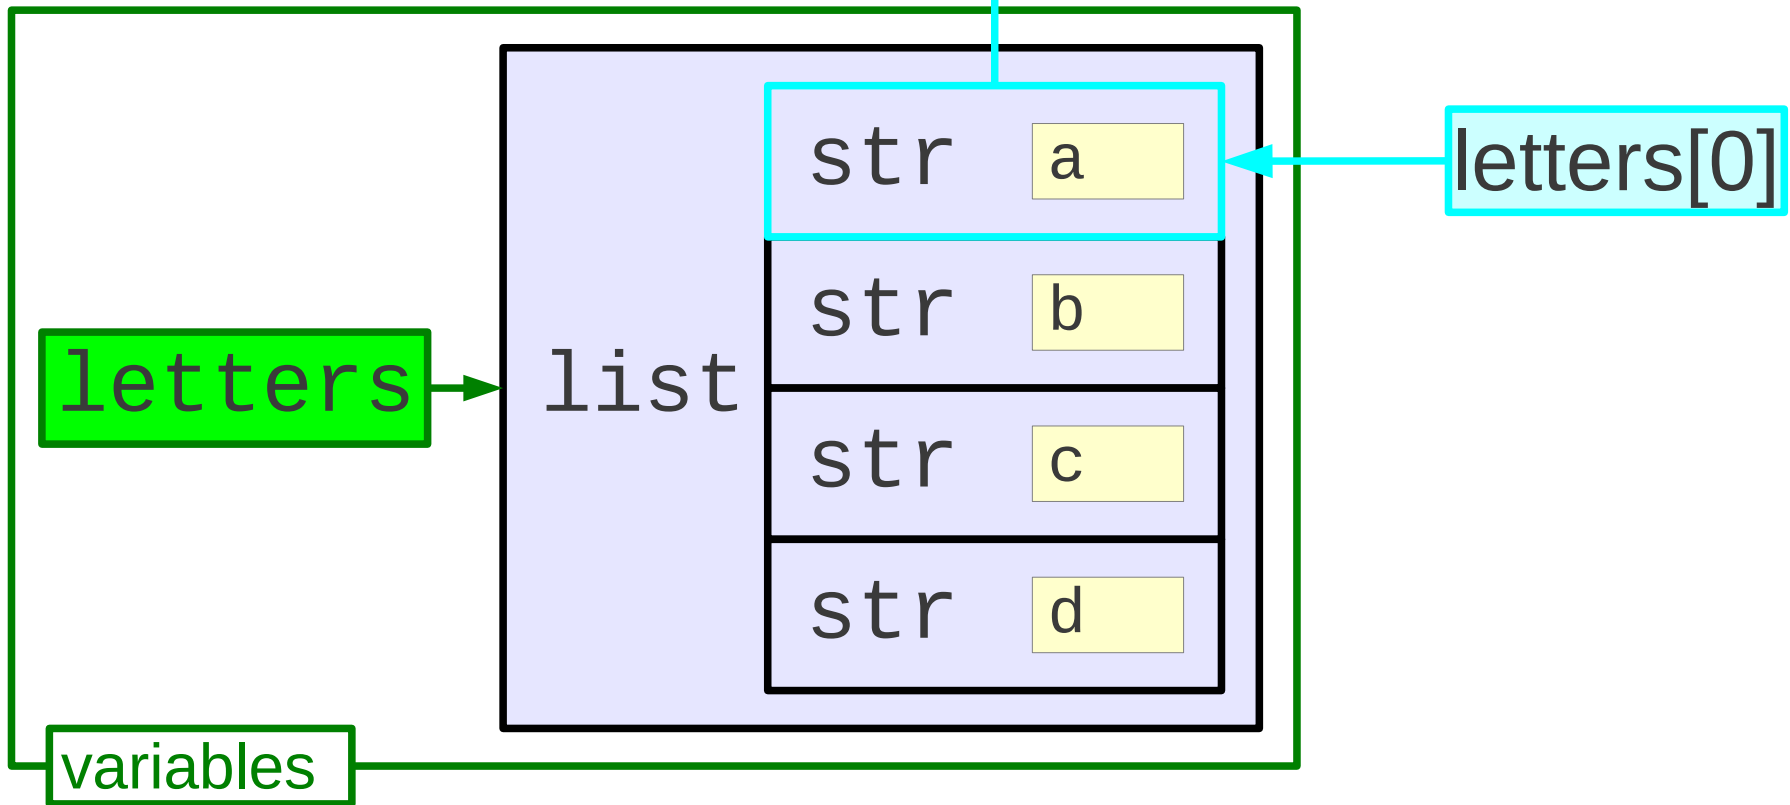 str a
letters[0]
str b
letters
list
str c
str d
variables